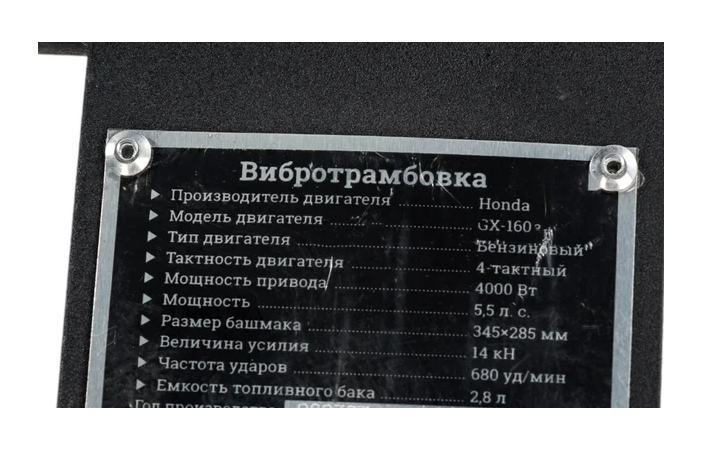 Вибротрамбовка
Производитель двигателя Honda
Модель двигателя GX-160
Тип двигателя Бензиновый
Тактность двигателя 4-тактный
Мощность привода 4000 Вт
Мощность 5,5 л. с.
Размер башмака 345×285 мм
Величина усилия 14 кН
Частота ударов 680 уд/мин
Емкость топливного бака 2,8 л
Год производства